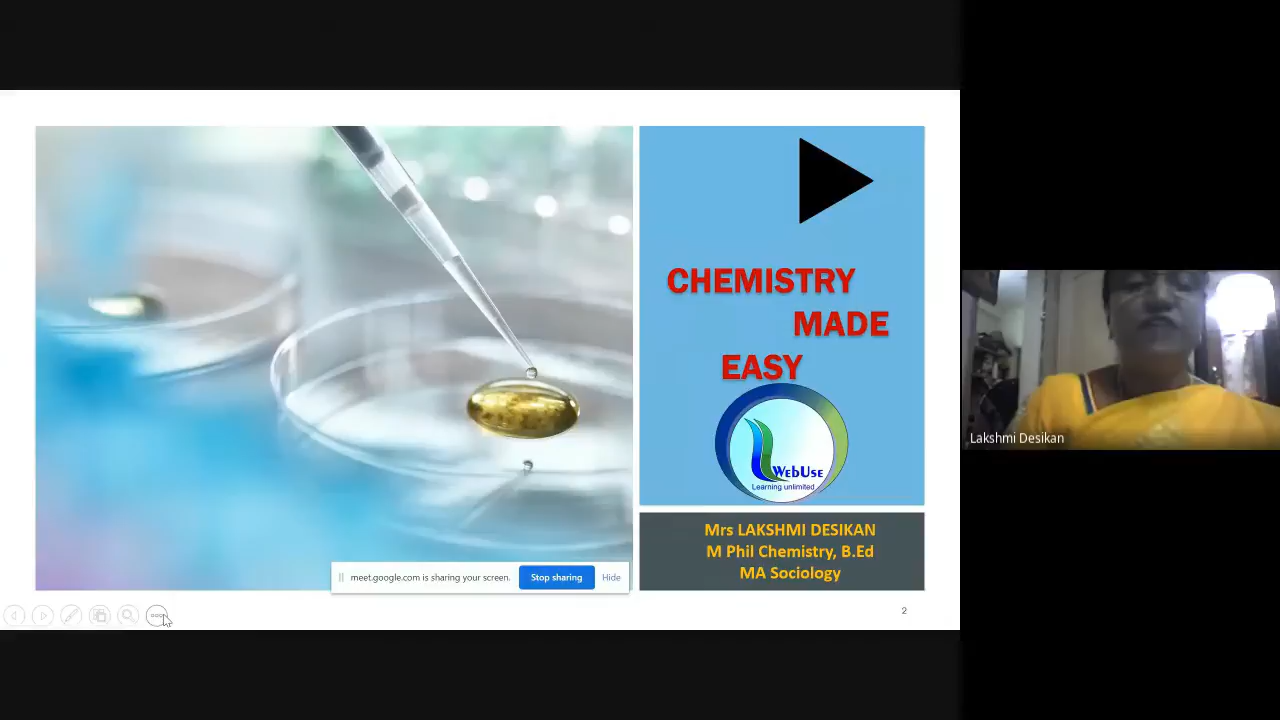 CHEMISTRY
MADE
EASY
WebUse
Learning unlimited
Mrs LAKSHMI DESIKAN
M Phil Chemistry, B.Ed
MA Sociology
meet.google.com is sharing your screen.
Stop sharing
Hide
2
Lakshmi Desikan